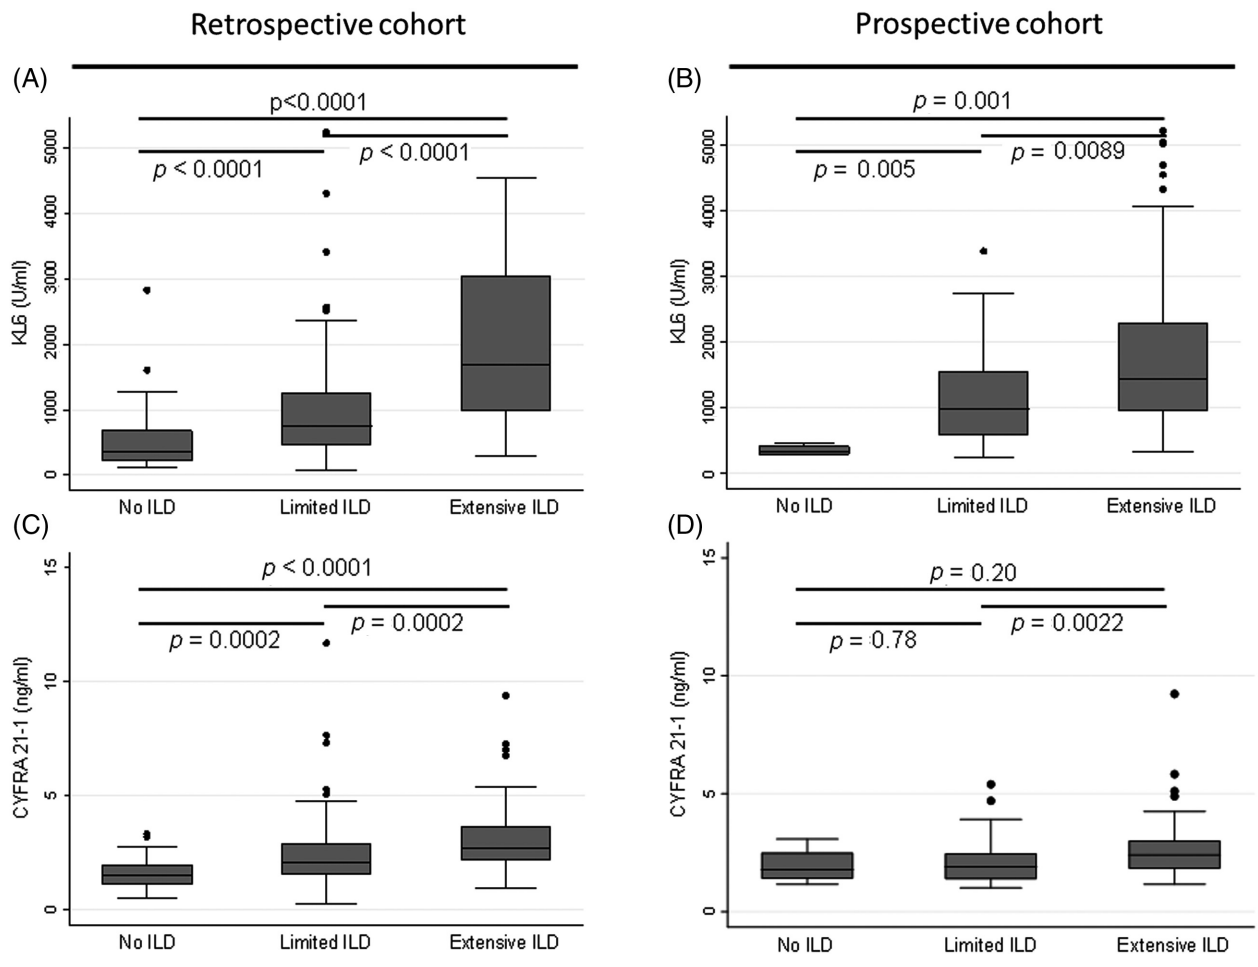 Retrospective cohort
Prospective cohort
(A)
p<0.0001
p < 0.0001
p < 0.0001
KL6 (U/ml)
5000
4000
3000
2000
1000
0
No ILD
Limited ILD
Extensive ILD
(B)
p = 0.001
p = 0.0089
p = 0.005
KL6 (U/ml)
5000
4000
3000
2000
1000
0
No ILD
Limited ILD
Extensive ILD
(C)
p < 0.0001
p = 0.0002
p = 0.0002
CYFRA 21-1 (ng/ml)
15
10
5
0
No ILD
Limited ILD
Extensive ILD
(D)
p = 0.20
p = 0.0022
p = 0.78
CYFRA 21-1 (ng/ml)
15
10
5
0
No ILD
Limited ILD
Extensive ILD